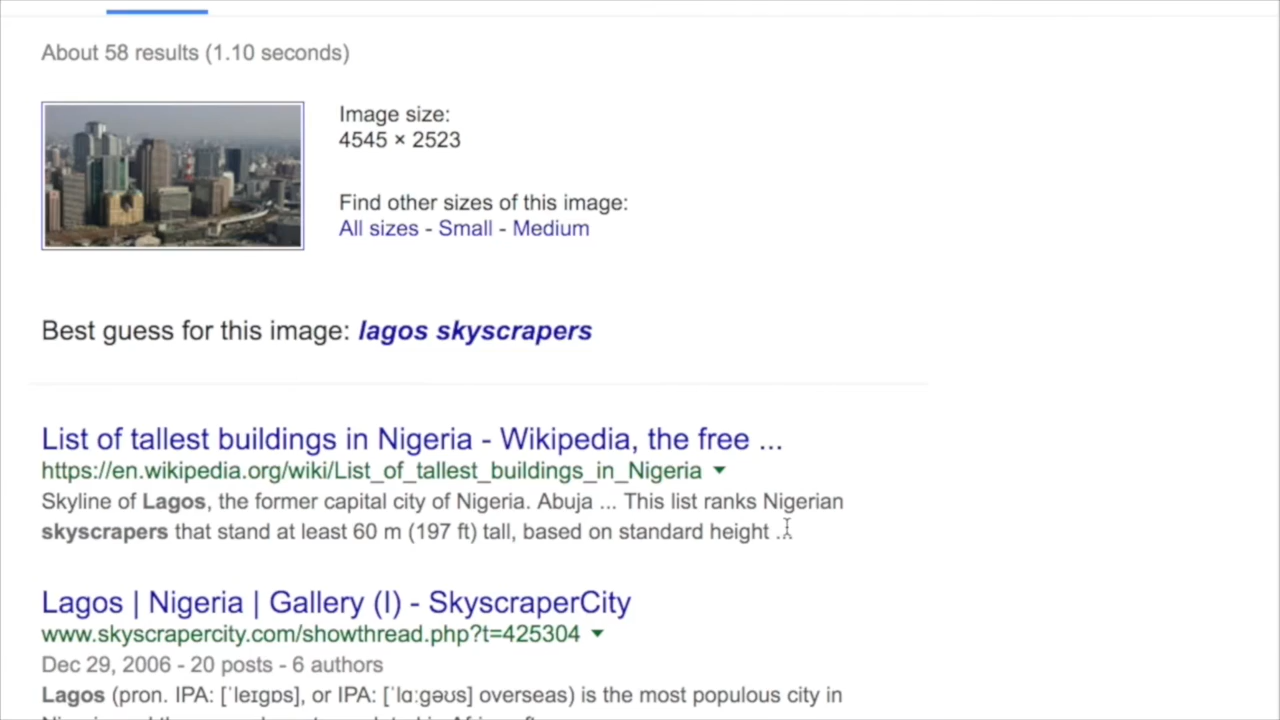 About 58 results (1.10 seconds)
Image size:
4545 × 2523
Find other sizes of this image:
All sizes - Small - Medium
Best guess for this image: lagos skyscrapers
List of tallest buildings in Nigeria - Wikipedia, the free ...
https://en.wikipedia.org/wiki/List_of_tallest_buildings_in_Nigeria
Skyline of Lagos, the former capital city of Nigeria. Abuja ... This list ranks Nigerian
skyscrapers that stand at least 60 m (197 ft) tall, based on standard height ..
Lagos | Nigeria | Gallery (I) - SkyscraperCity
www.skyscrapercity.com/showthread.php?t=425304
Dec 29, 2006 - 20 posts - 6 authors
Lagos (pron. IPA: [ˈleɪgɒs], or IPA: [ˈlɑːgəʊs] overseas) is the most populous city in